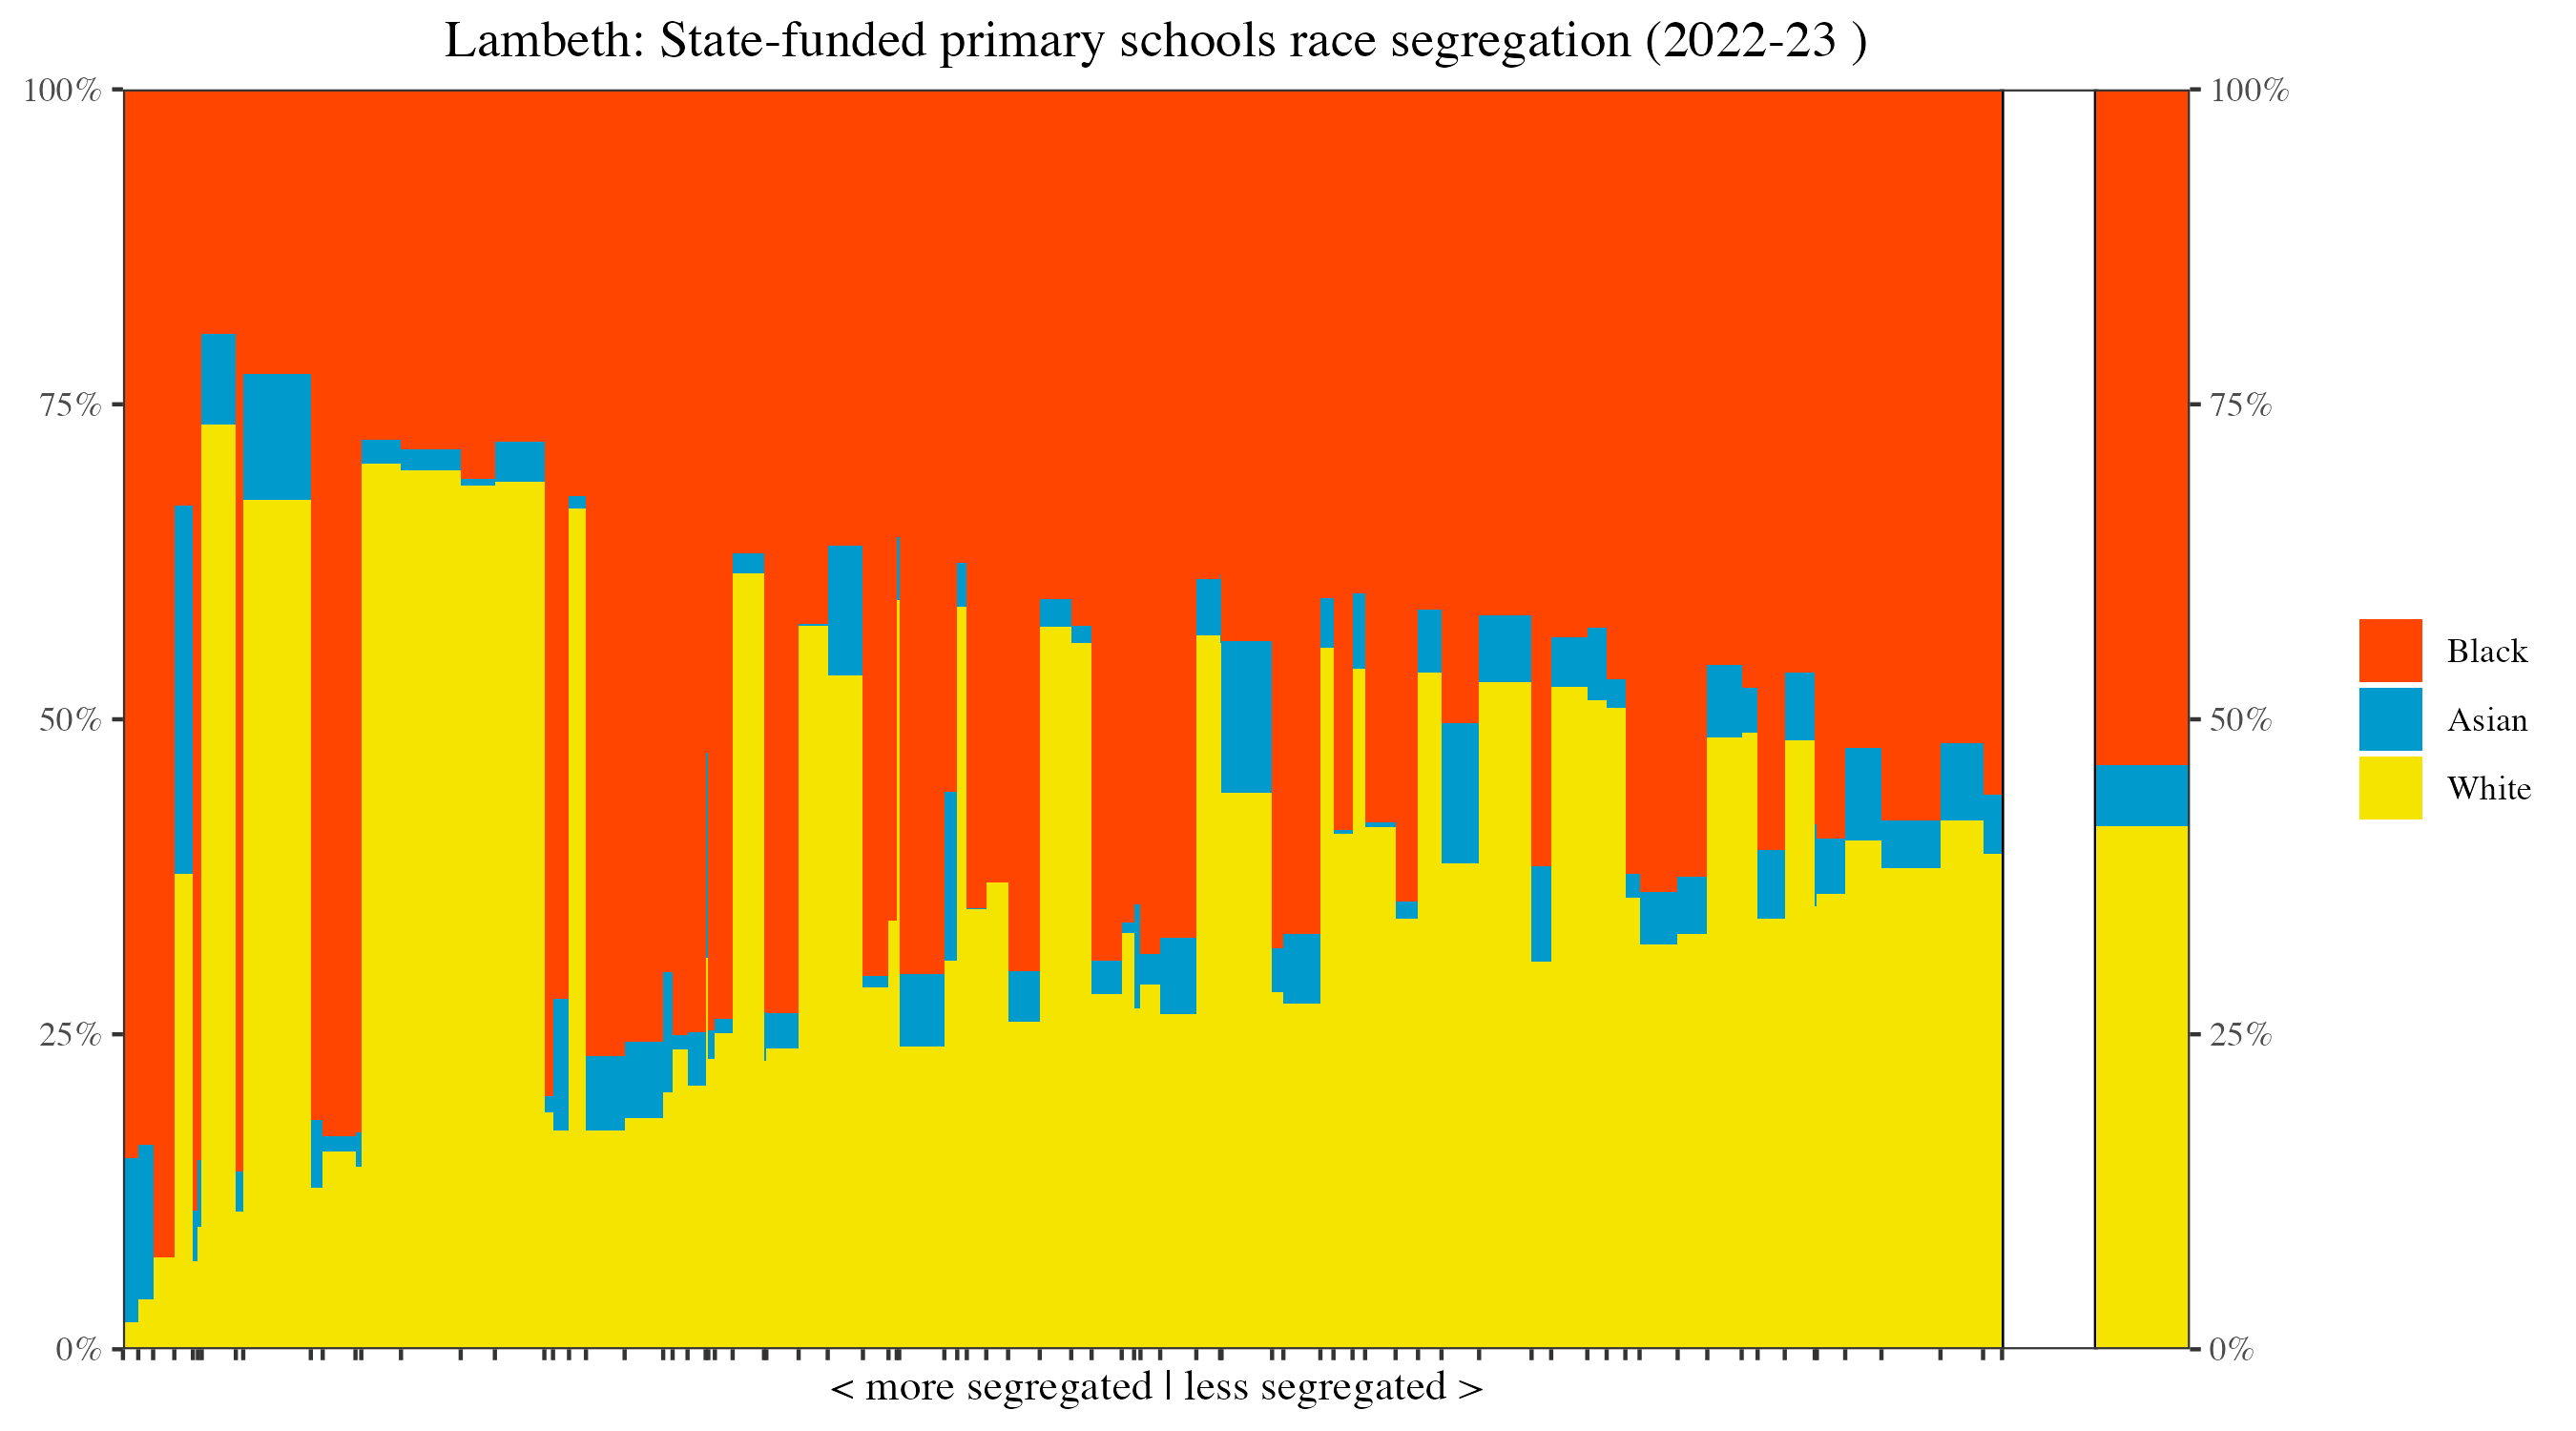 Lambeth: State-funded primary schools race segregation (2022-23 )
100%
75%
50%
25%
0%
100%
75%
50%
25%
0%
Black
Asian
White
< more segregated | less segregated >